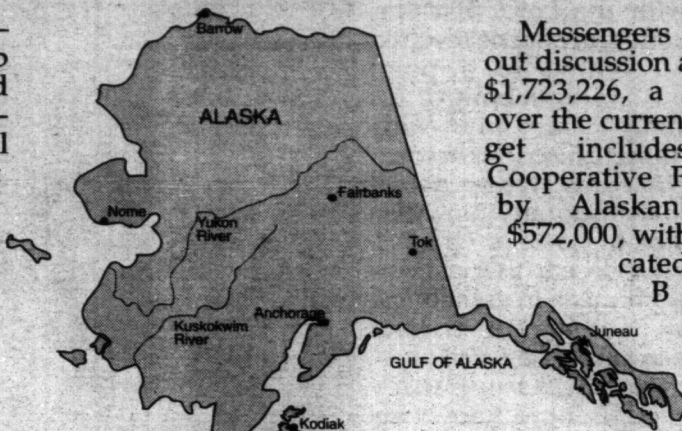 Barrow
ALASKA
Fairbanks
Nome
Yukon
River
Tok
Anchorage
Kuskokwim
River
Juneau
GULF OF ALASKA
Kodiak
Messengers
out discussion
$1,723,226, a
over the current
get includes
Cooperative
by Alaskan
$572,000, with
cated
B